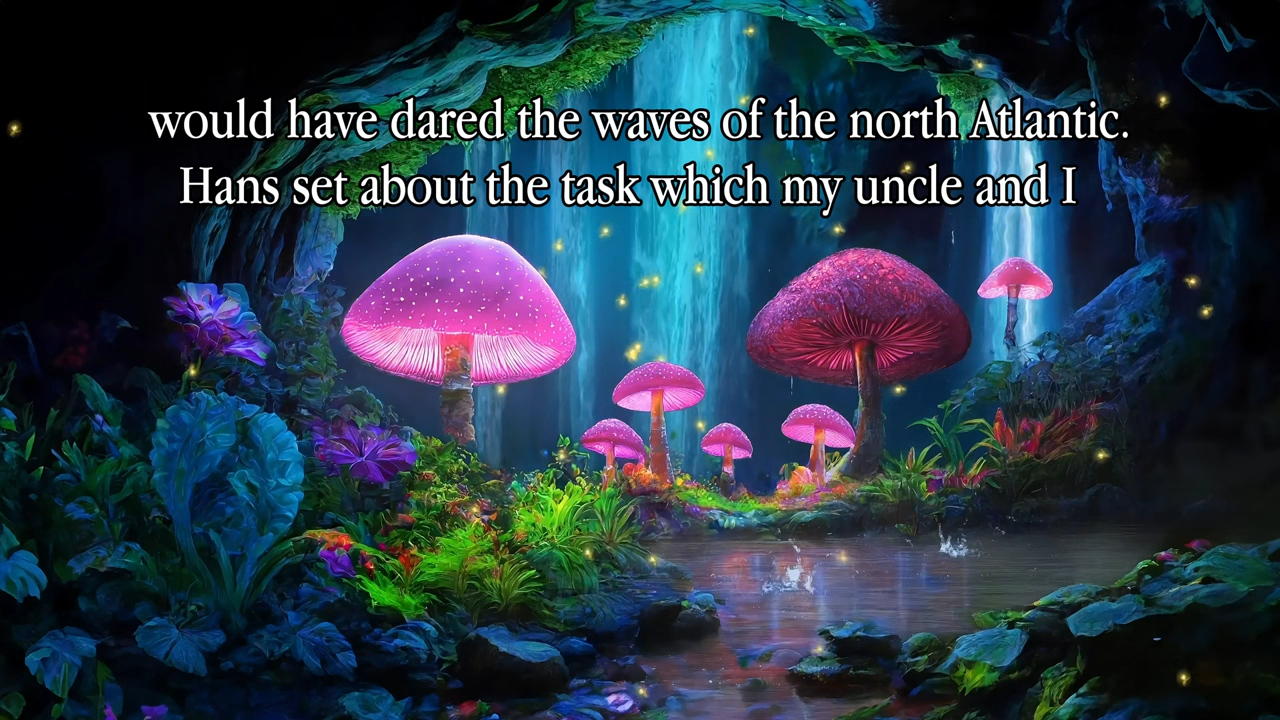 would have dared the waves of the north Atlantic.
Hans set about the task which my uncle and I